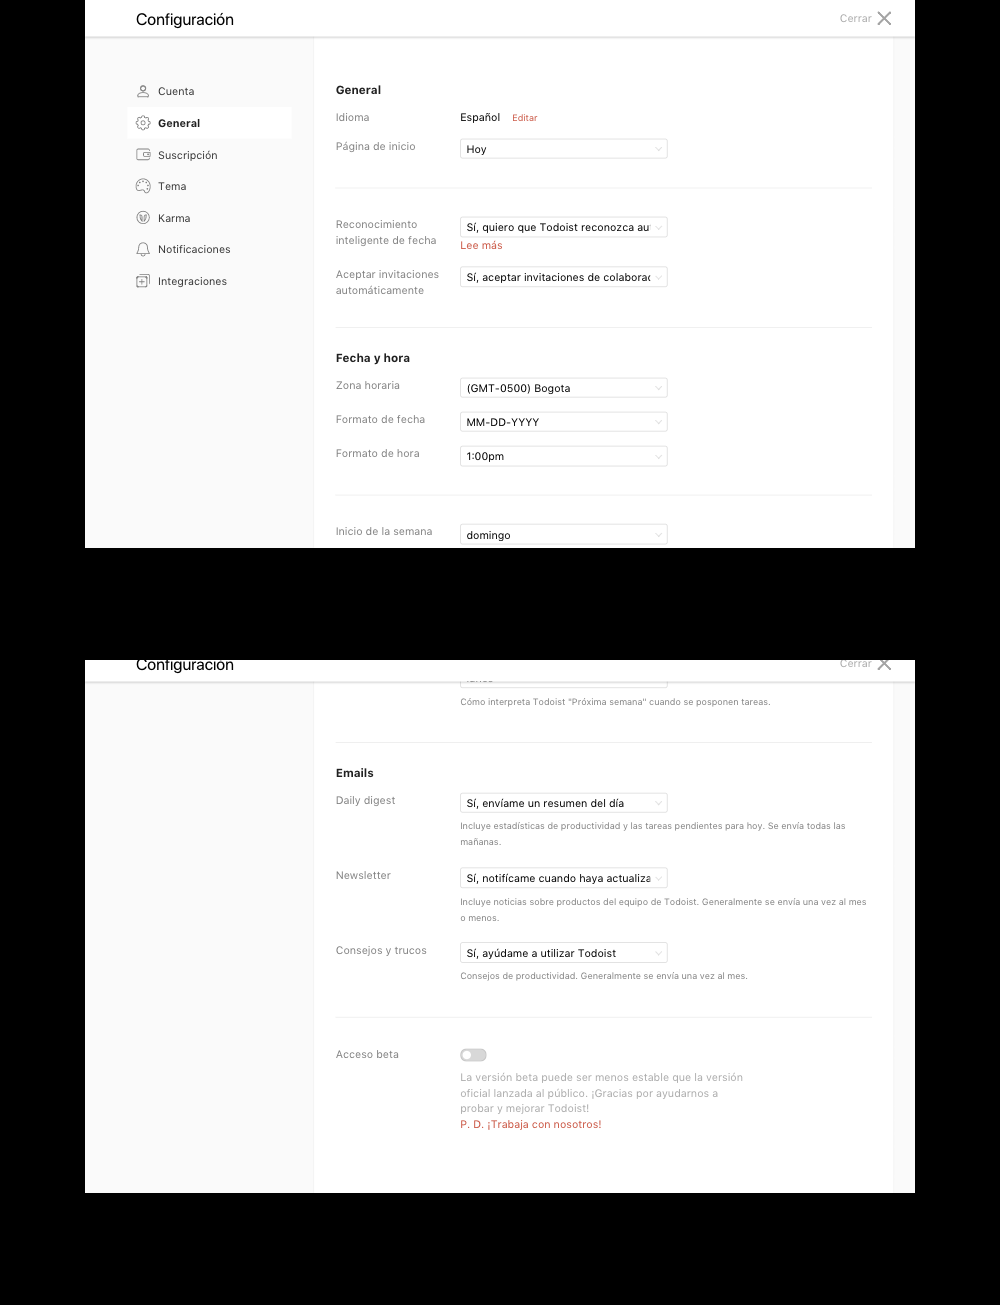 Configuración
Cerrar
Cuenta
General
Suscripción
Tema
Karma
Notificaciones
Integraciones
General
Idioma
Español Editar
Página de inicio
Hoy
Reconocimiento
inteligente de fecha
Sí, quiero que Todoist reconozca au
Lee más
Aceptar invitaciones
automáticamente
Sí, aceptar invitaciones de colaborac
Fecha y hora
Zona horaria
(GMT-0500) Bogota
Formato de fecha
MM-DD-YYYY
Formato de hora
1:00pm
Inicio de la semana
domingo
Configuración
Cerrar
Cómo interpreta Todoist "Próxima semana" cuando se posponen tareas.
Emails
Daily digest
Sí, envíame un resumen del día
Incluye estadísticas de productividad y las tareas pendientes para hoy. Se envía todas las
mañanas.
Newsletter
Sí, notifícame cuando haya actualiza
Incluye noticias sobre productos del equipo de Todoist. Generalmente se envía una vez al mes
o menos.
Consejos y trucos
Sí, ayúdame a utilizar Todoist
Consejos de productividad. Generalmente se envía una vez al mes.
Acceso beta
La versión beta puede ser menos estable que la versión
oficial lanzada al público. ¡Gracias por ayudarnos a
probar y mejorar Todoist!
P. D. ¡Trabaja con nosotros!